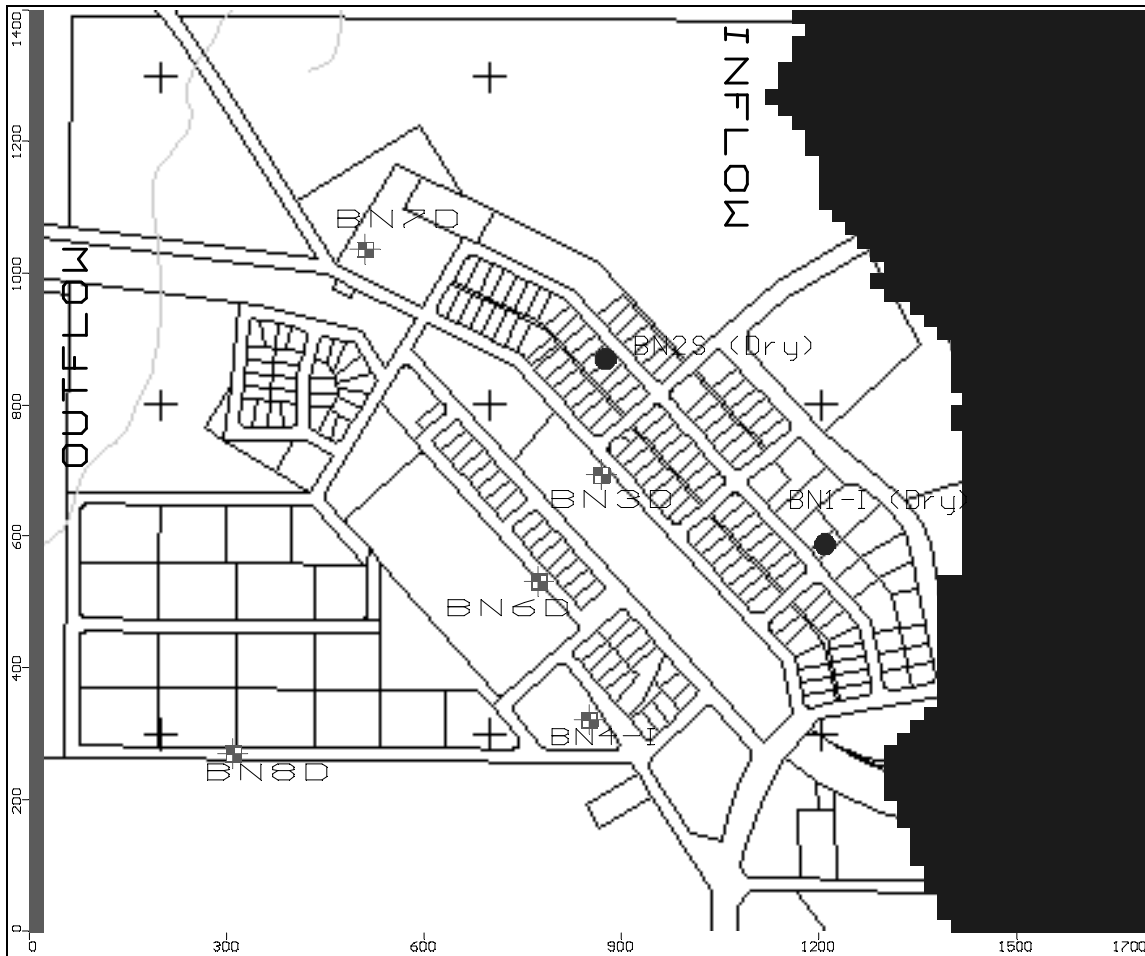 1400
INFLOW
1200
BN7D
1000
OUTFLOW
BN2S (Dry)
800
BN3D
BN1-I (Dry)
600
BN6D
400
BN4-I
BN8D
200
0
0
300
600
900
1200
1500
1700